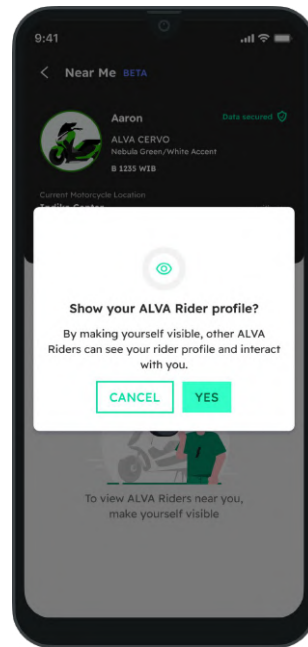 9:41
Near Me BETA
Aaron
Data secured
ALVA CERVO
Nebula Green/White Accent
B 1235 WIB
Current Motorcycle Location
Show your ALVA Rider profile?
By making yourself visible, other ALVA
Riders can see your rider profile and interact
with you.
CANCEL
YES
To view ALVA Riders near you,
make yourself visible